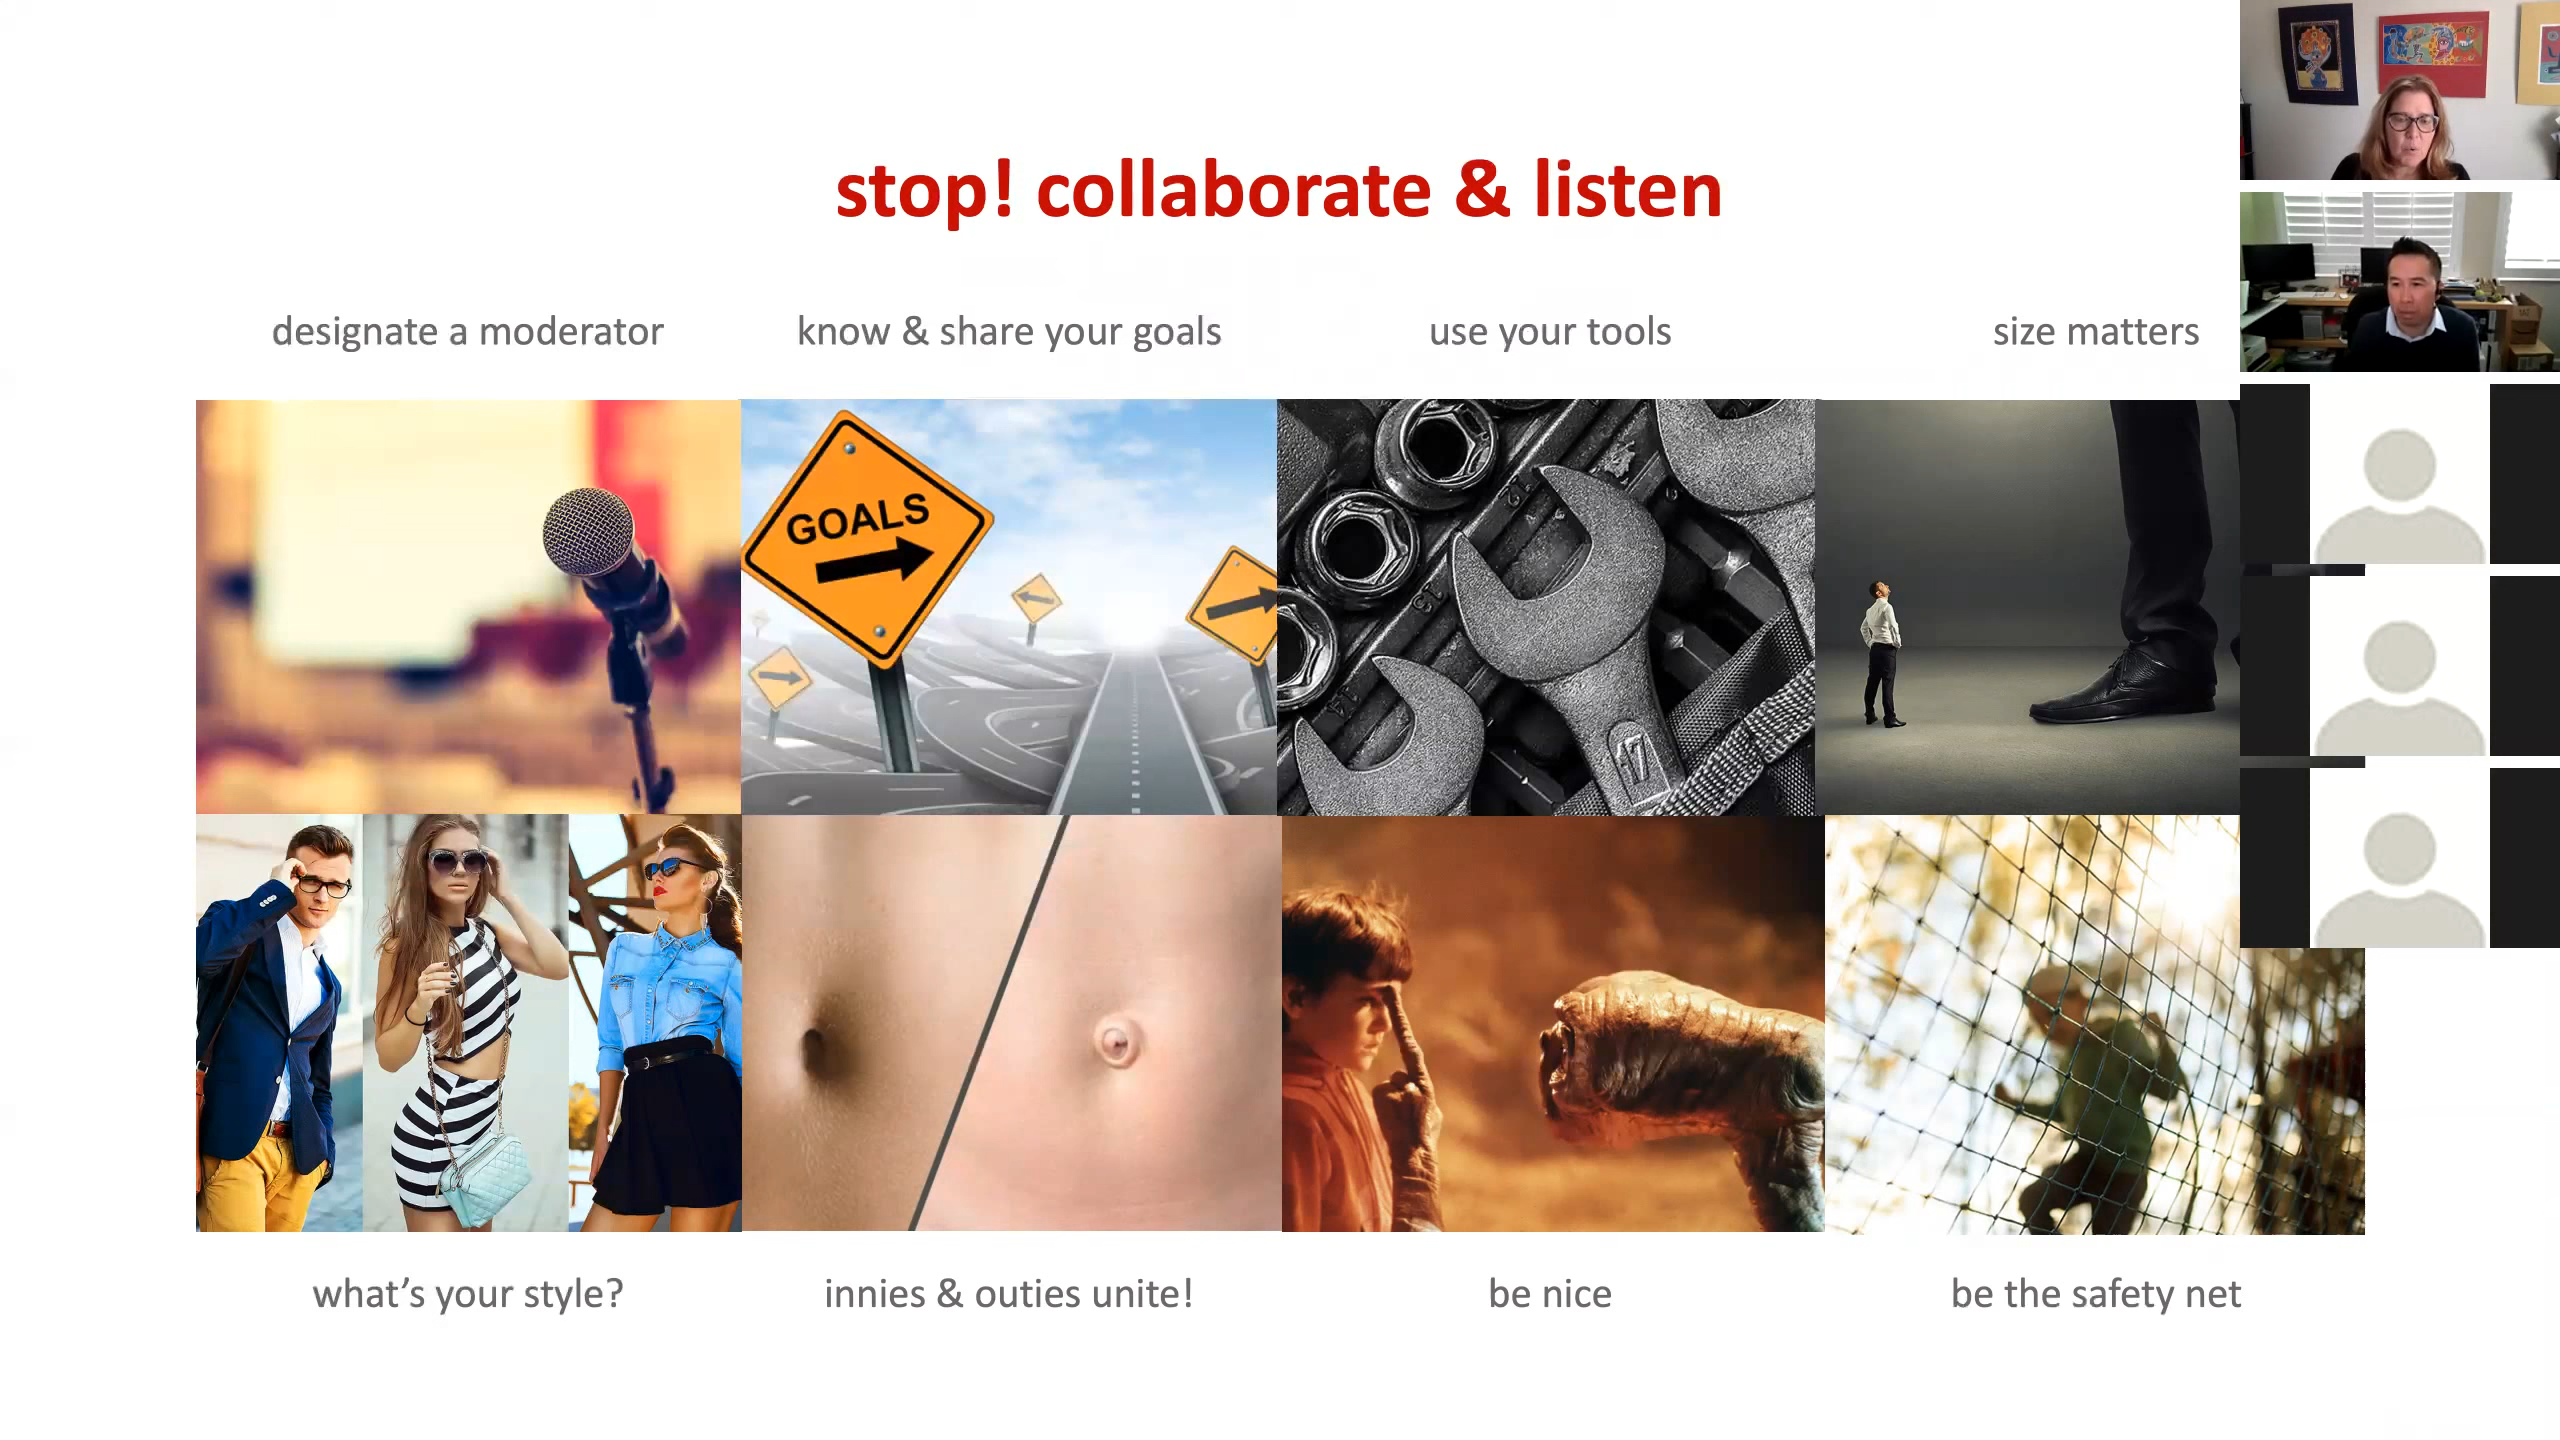 stop! collaborate & listen
designate a moderator
know & share your goals
use your tools
size matters
GOALS
17
what's your style?
innies & outies unite!
be nice
be the safety net